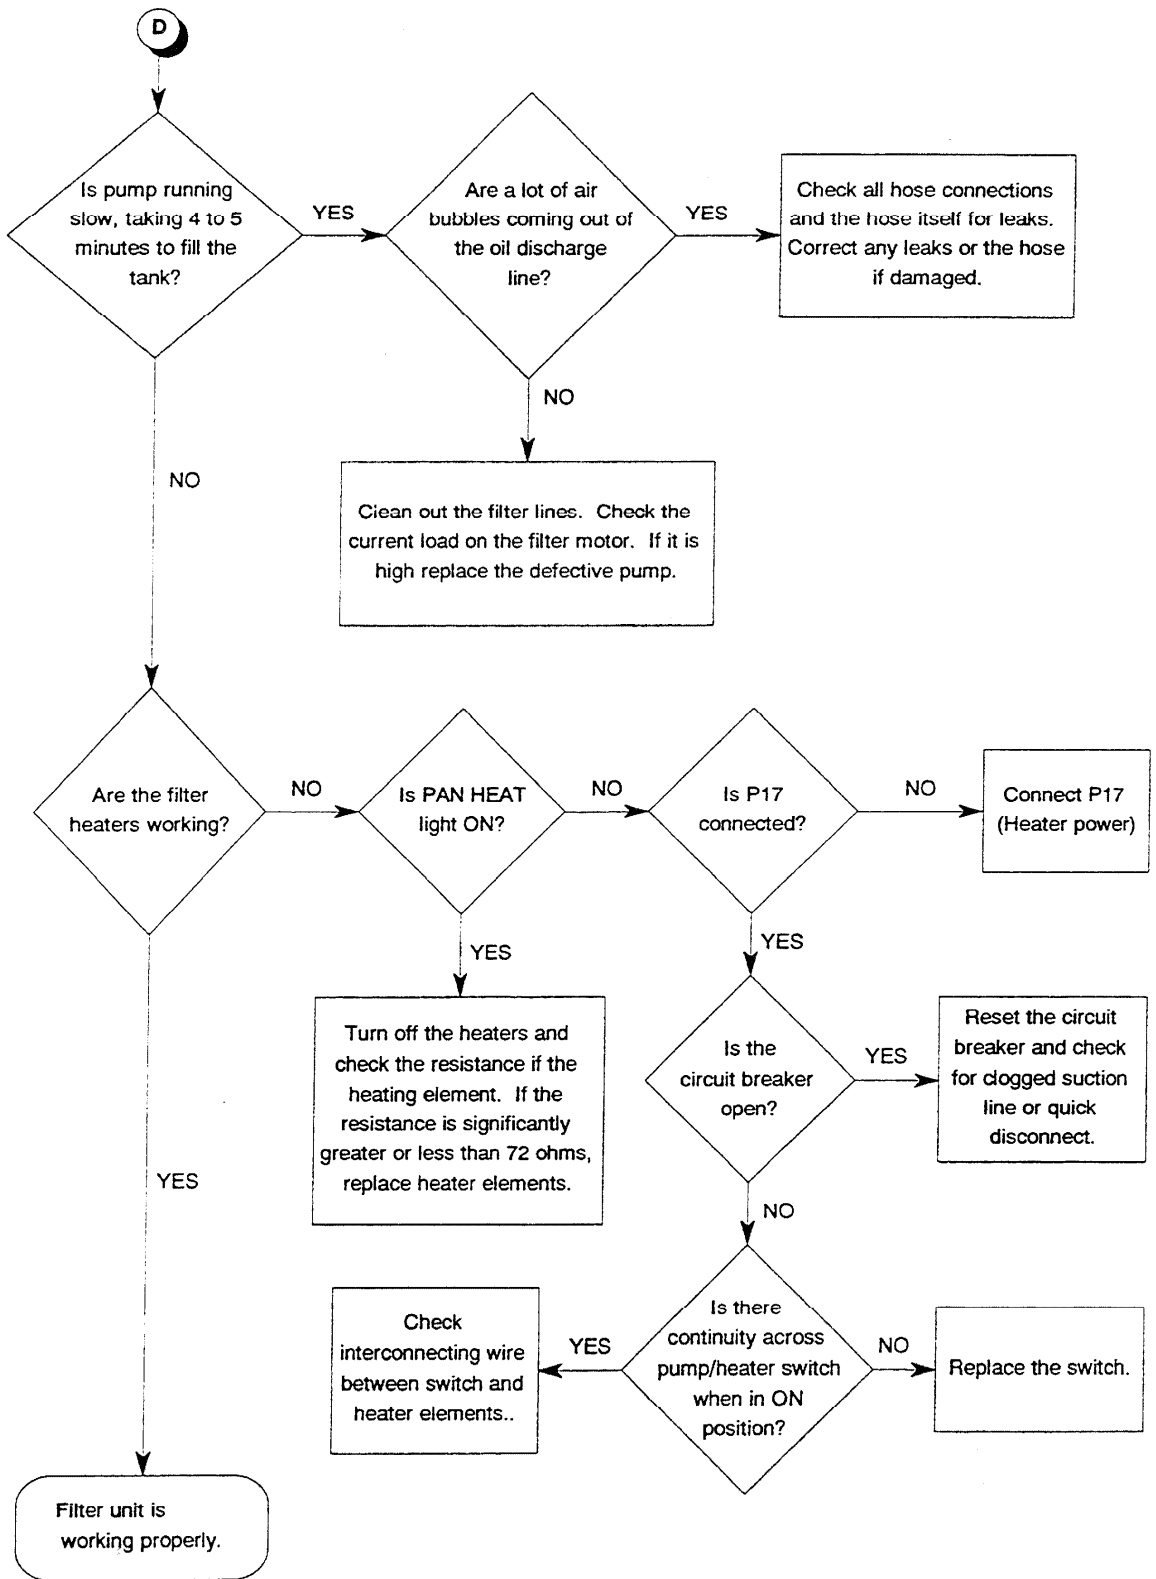 D
Is pump running
slow, taking 4 to 5
minutes to fill the
tank?
YES
Are a lot of air
bubbles coming out of
the oil discharge
line?
YES
Check all hose connections
and the hose itself for leaks.
Correct any leaks or the hose
if damaged.
NO
NO
Clean out the filter lines. Check the
current load on the filter motor. If it is
high replace the defective pump.
Are the filter
heaters working?
NO
Is PAN HEAT
light ON?
NO
Is P17
connected?
NO
Connect P17
(Heater power)
YES
YES
Turn off the heaters and
check the resistance if the
heating element. If the
resistance is significantly
greater or less than 72 ohms,
replace heater elements.
Is the
circuit breaker
open?
YES
Reset the circuit
breaker and check
for clogged suction
line or quick
disconnect.
YES
NO
Check
interconnecting wire
between switch and
heater elements..
YES
Is there
continuity across
pump/heater switch
when in ON
position?
NO
Replace the switch.
Filter unit is
working properly.